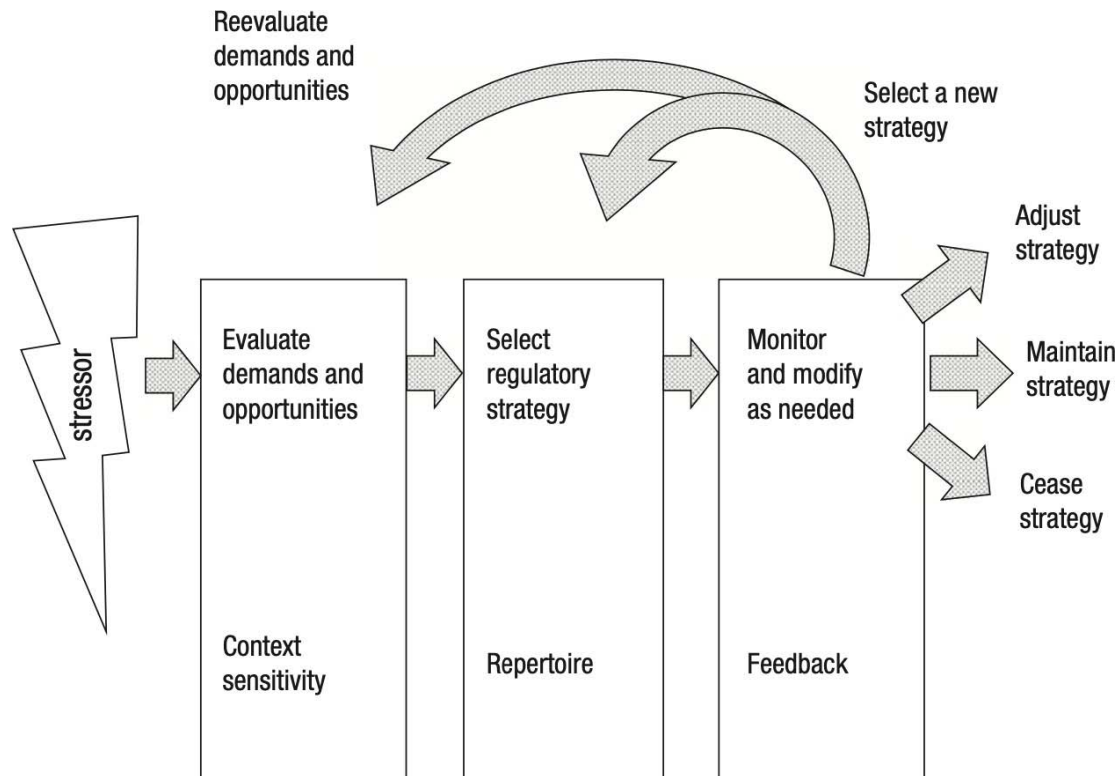 Reevaluate
demands and
opportunities
Select a new
strategy
Adjust
strategy
stressor
Evaluate
demands and
opportunities
Select
regulatory
strategy
Monitor
and modify
as needed
Maintain
strategy
Cease
strategy
Context
sensitivity
Repertoire
Feedback